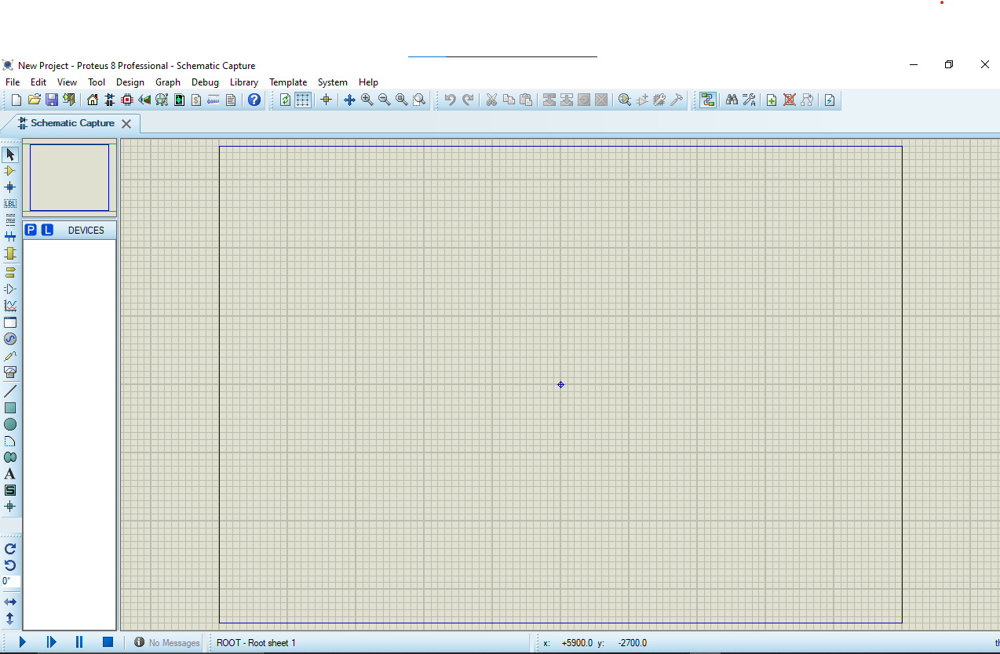 New Project - Proteus 8 Professional - Schematic Capture
File Edit View Tool Design Graph Debug Library Template System Help
$ ?
Schematic Capture
LBL
P L DEVICES
A
S
0°
No Messages ROOT - Root sheet 1 x: +5900.0 y: -2700.0 th